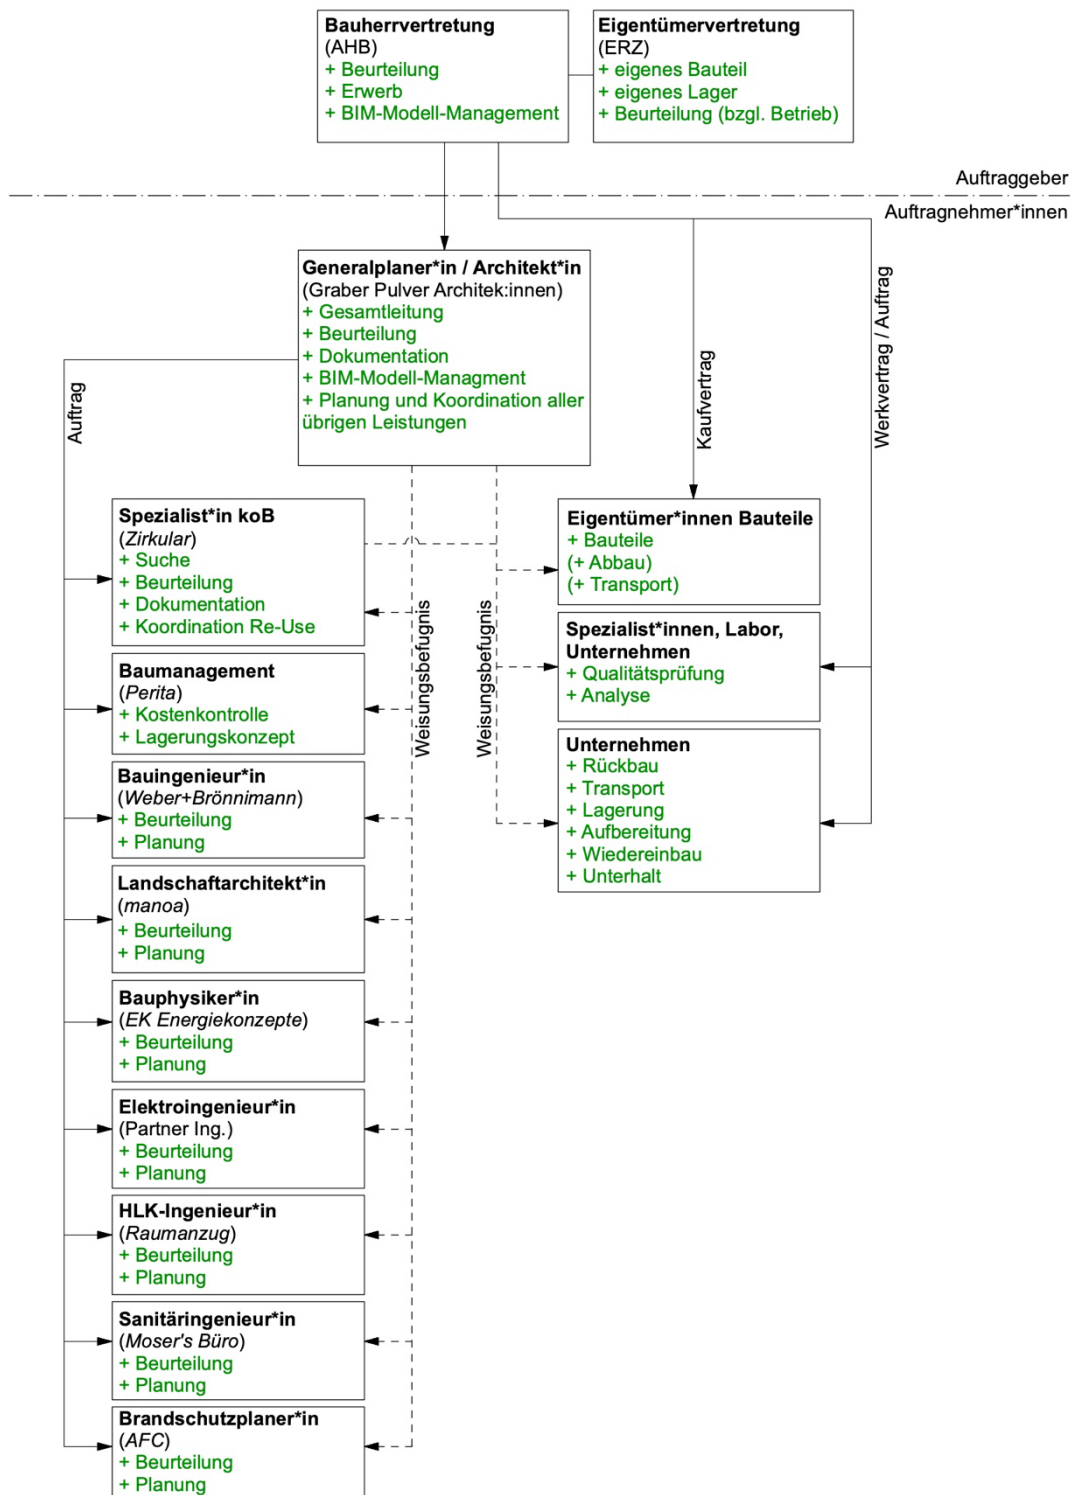 Bauherrvertretung
(AHB)
+ Beurteilung
+ Erwerb
+ BIM-Modell-Management
Eigentümervertretung
(ERZ)
+ eigenes Bauteil
+ eigenes Lager
+ Beurteilung (bzgl. Betrieb)
Auftraggeber
Auftragnehmer*innen
Generalplaner*in / Architekt*in
(Graber Pulver Architek:innen)
+ Gesamtleitung
+ Beurteilung
+ Dokumentation
+ BIM-Modell-Managment
+ Planung und Koordination aller
übrigen Leistungen
Auftrag
Kaufvertrag
Werkvertrag / Auftrag
Spezialist*in koB
(Zirkular)
+ Suche
+ Beurteilung
+ Dokumentation
+ Koordination Re-Use
Weisungsbefugnis
Weisungsbefugnis
Eigentümer*innen Bauteile
+ Bauteile
(+ Abbau)
(+ Transport)
Spezialist*innen, Labor,
Unternehmen
+ Qualitätsprüfung
+ Analyse
Unternehmen
+ Rückbau
+ Transport
+ Lagerung
+ Aufbereitung
+ Wiedereinbau
+ Unterhalt
Baumanagement
(Perita)
+ Kostenkontrolle
+ Lagerungskonzept
Bauingenieur*in
(Weber+Brönnimann)
+ Beurteilung
+ Planung
Landschaftarchitekt*in
(manoa)
+ Beurteilung
+ Planung
Bauphysiker*in
(EK Energiekonzepte)
+ Beurteilung
+ Planung
Elektroingenieur*in
(Partner Ing.)
+ Beurteilung
+ Planung
HLK-Ingenieur*in
(Raumanzug)
+ Beurteilung
+ Planung
Sanitäringenieur*in
(Moser's Büro)
+ Beurteilung
+ Planung
Brandschutzplaner*in
(AFC)
+ Beurteilung
+ Planung